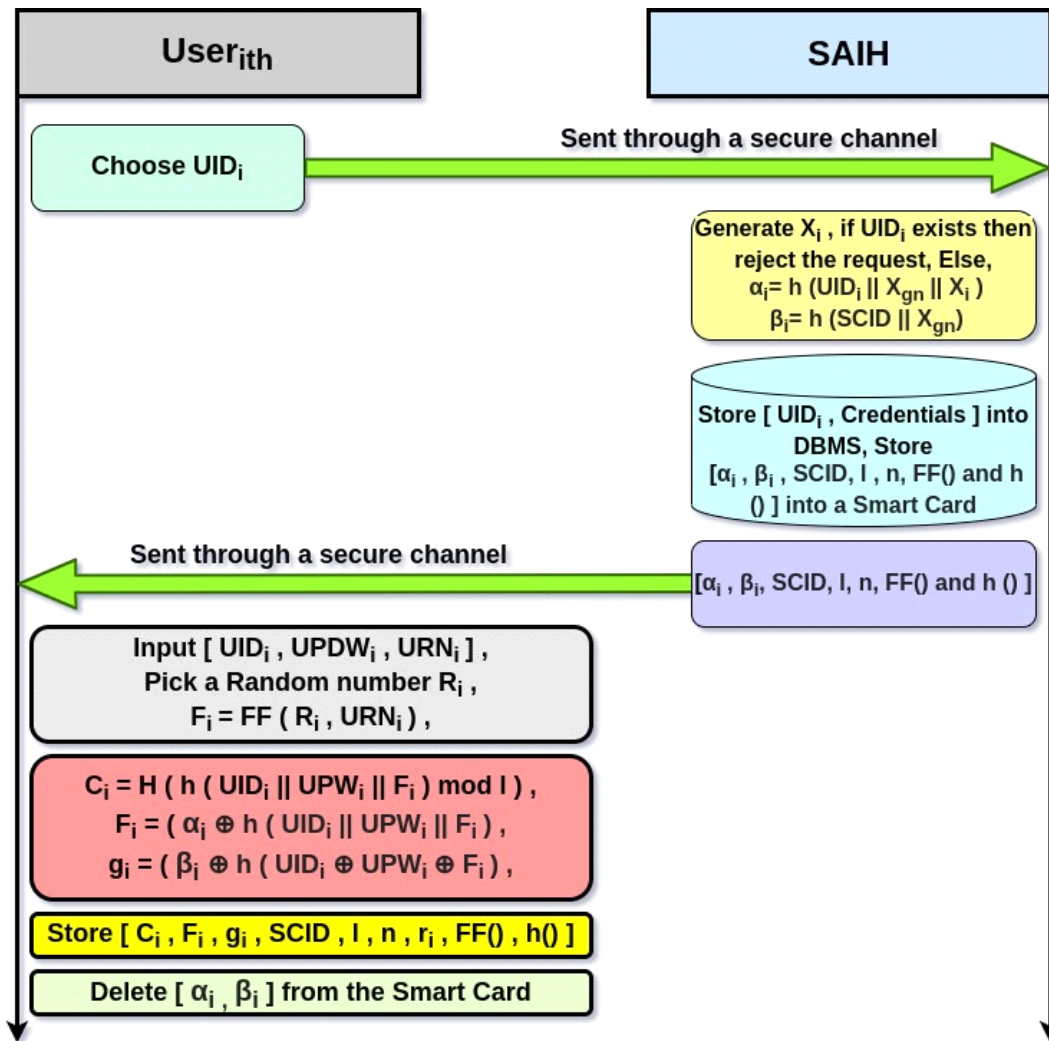 User_ith
SAIH
Sent through a secure channel
Choose UID_i
Generate X_i , if UID_i exists then
reject the request, Else,
α_i= h (UID_i || X_gn || X_i )
β_i= h (SCID || X_gn)
Store [ UID_i , Credentials ] into
DBMS, Store
[α_i , β_i , SCID, l , n, FF() and h
() ] into a Smart Card
Sent through a secure channel
[α_i , β_i, SCID, l, n, FF() and h () ]
Input [ UID_i , UPDW_i , URN_i ] ,
Pick a Random number R_i ,
F_i = FF ( R_i , URN_i ) ,
C_i = H ( h ( UID_i || UPW_i || F_i ) mod l ) ,
F_i = ( α_i ⊕ h ( UID_i || UPW_i || F_i ) ,
g_i = ( β_i ⊕ h ( UID_i ⊕ UPW_i ⊕ F_i ) ,
Store [ C_i , F_i , g_i , SCID , l , n , r_i , FF() , h() ]
Delete [ α_i , β_i ] from the Smart Card